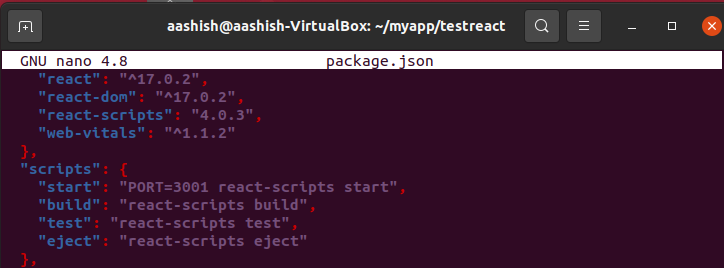 aashish@aashish-VirtualBox: ~/myapp/testreact
GNU nano 4.8 package.json
"react": "^17.0.2",
"react-dom": "^17.0.2",
"react-scripts": "4.0.3",
"web-vitals": "^1.1.2"
},
"scripts": {
"start": "PORT=3001 react-scripts start",
"build": "react-scripts build",
"test": "react-scripts test",
"eject": "react-scripts eject"
},